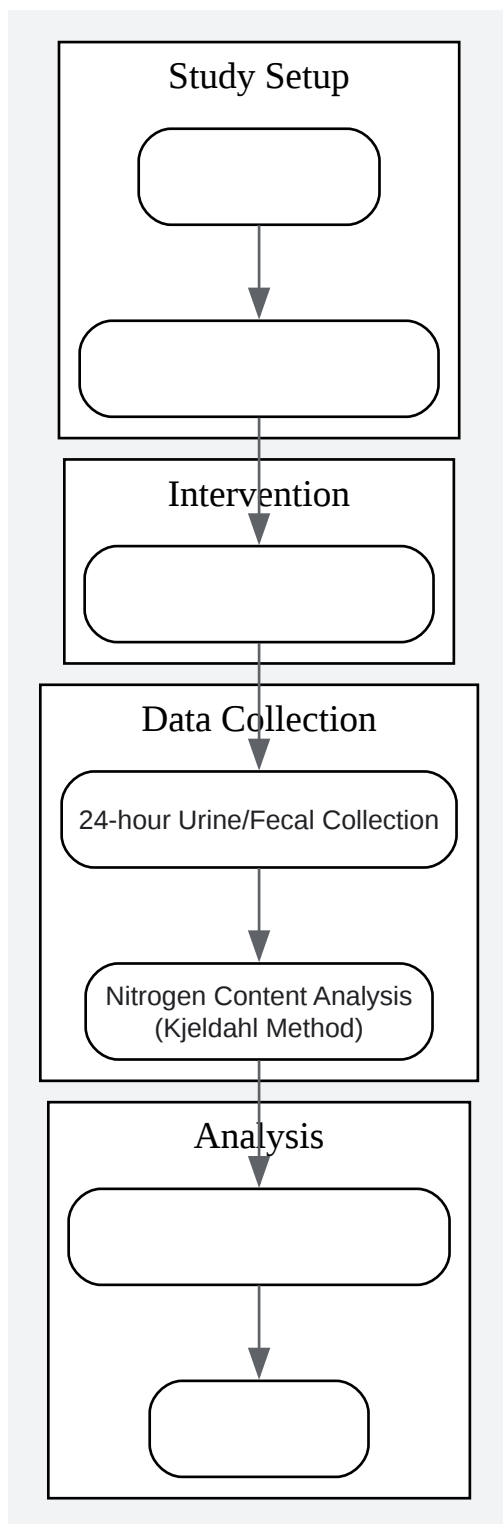 Study Setup
Intervention
Data Collection
24-hour Urine/Fecal Collection
Nitrogen Content Analysis
(Kjeldahl Method)
Analysis